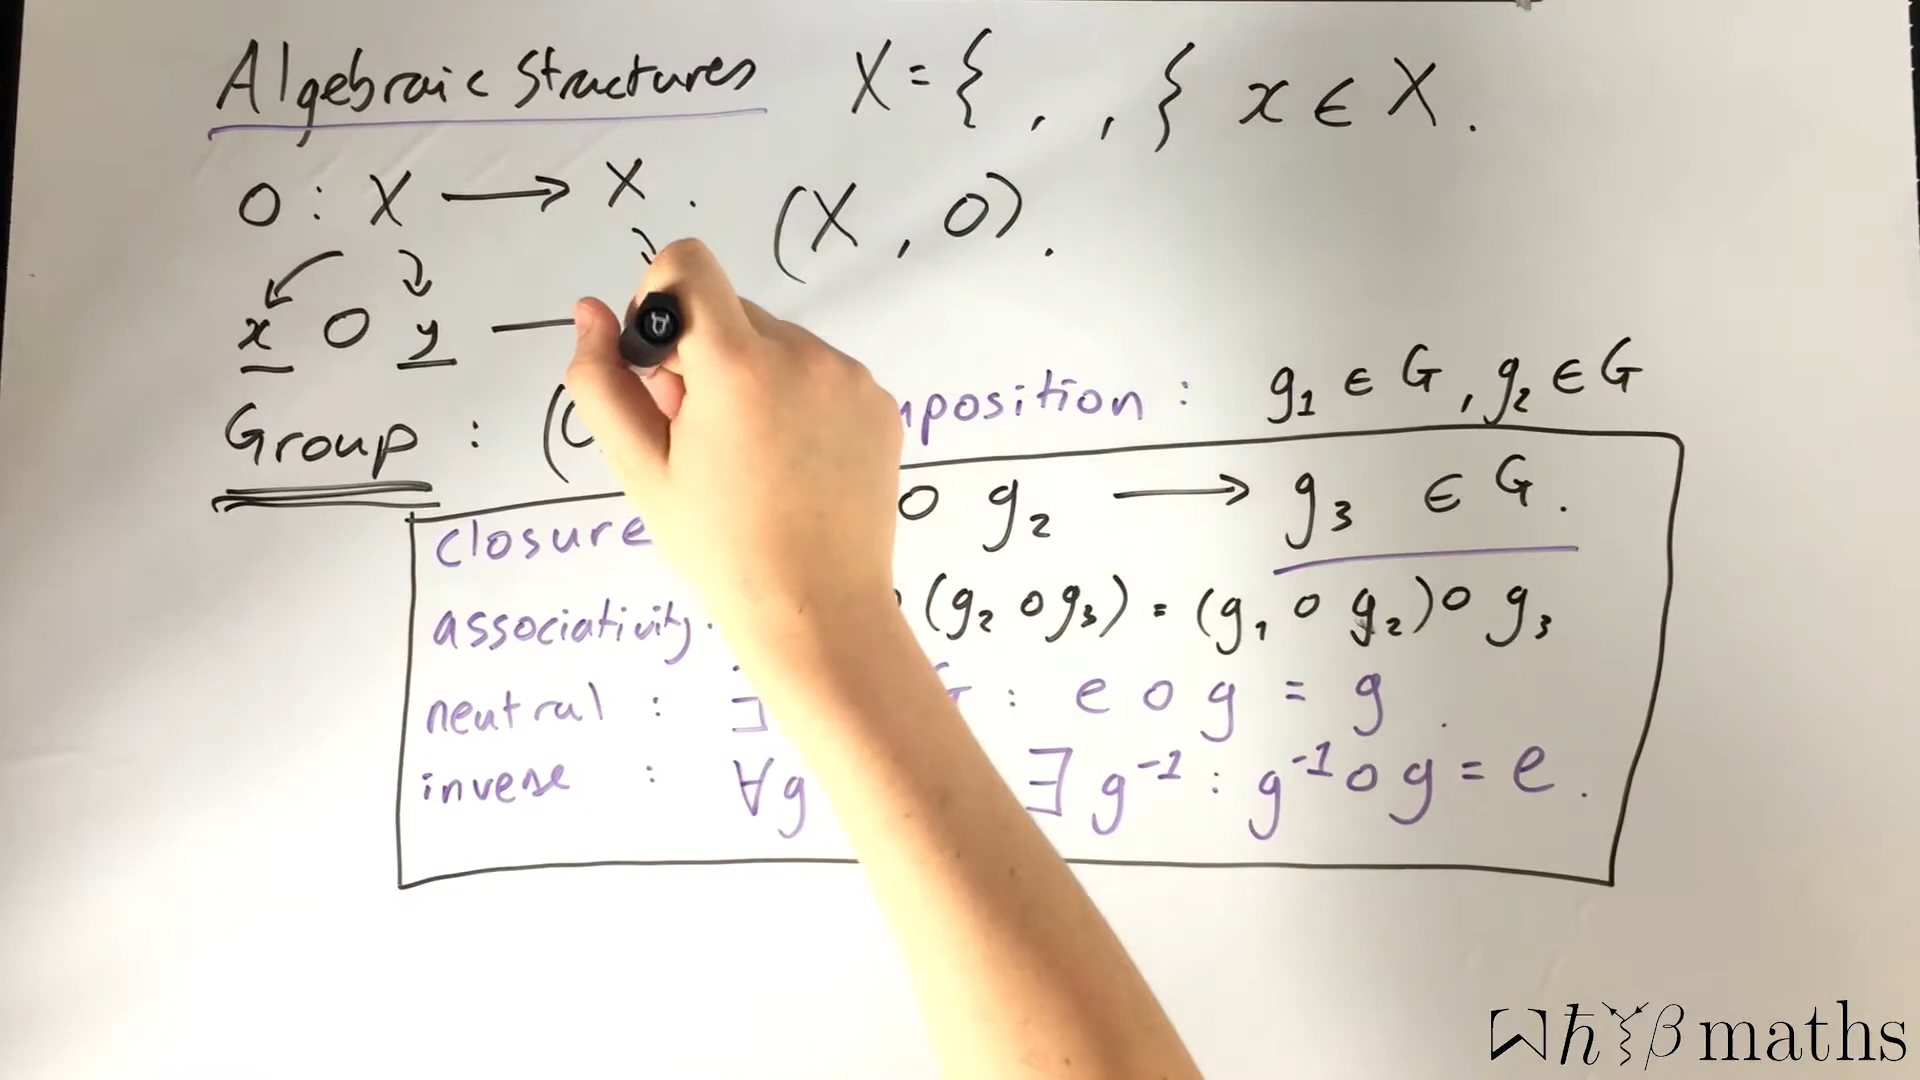 Algebraic Structures X = { , , } x ∈ X .
O : X → X . (X , O) .
x O y —
Group : ( : g1 ∈ G , g2 ∈ G
closure O g2 → g3 ∈ G .
associativity . (g2 O g3) = (g1 O g2) O g3
neutral : ∃ : e O g = g .
inverse : ∀g ∃ g⁻¹ : g⁻¹ O g = e .
maths